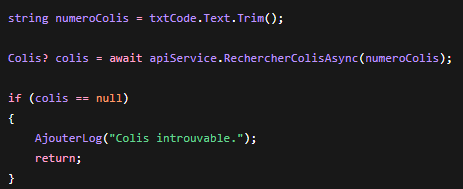 string numeroColis = txtCode.Text.Trim();
Colis? colis = await apiService.RechercherColisAsync(numeroColis);
if (colis == null)
{
    AjouterLog("Colis introuvable.");
    return;
}